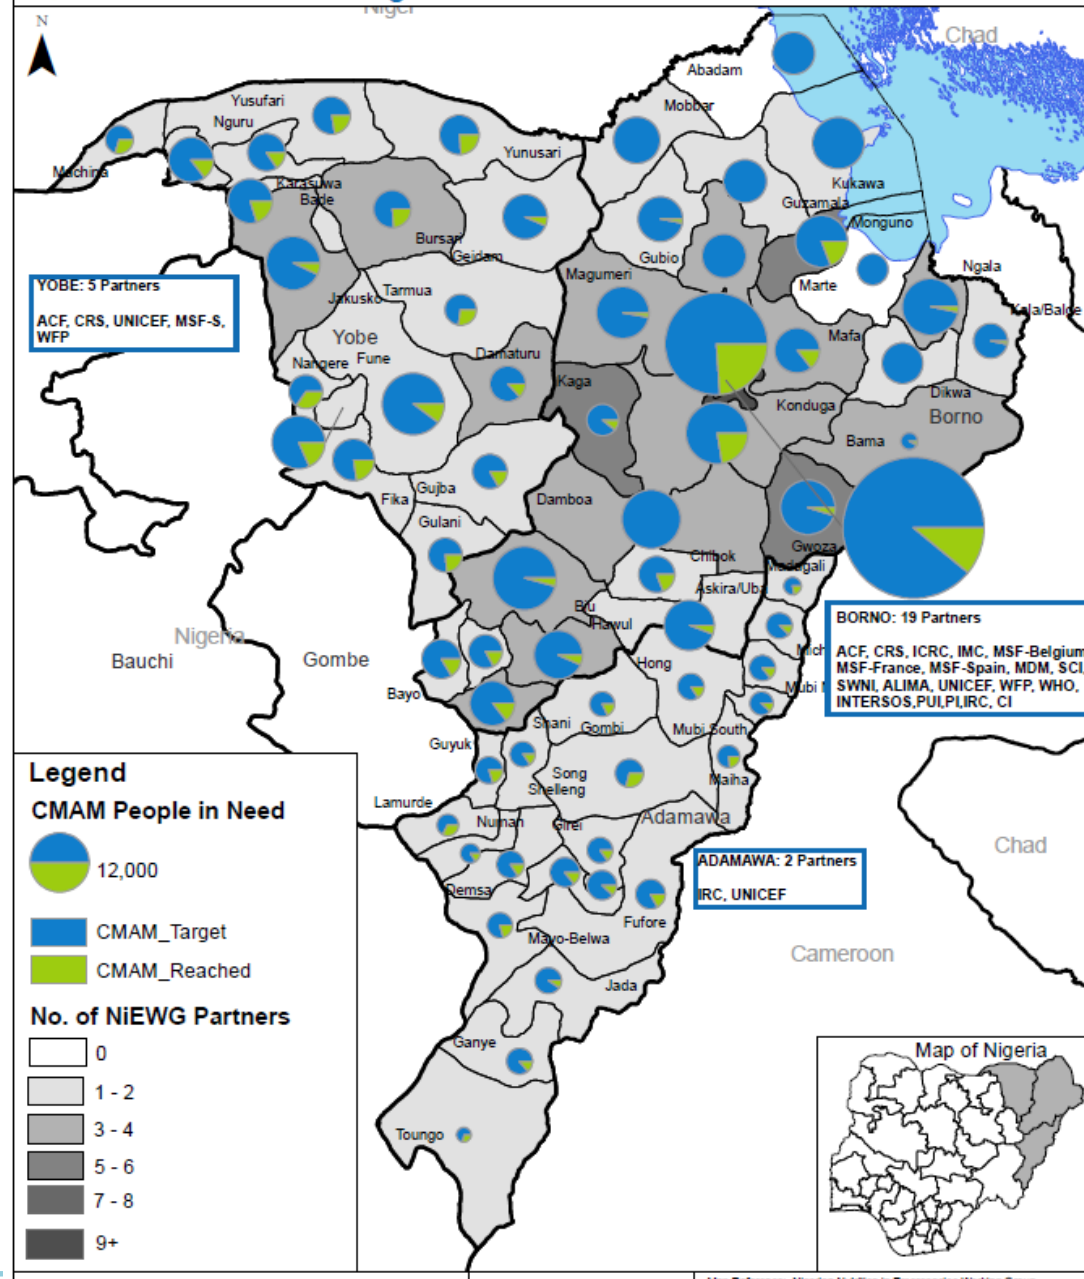 Niger
N
Chad
Abadam
Mobbar
Yusufari
Nguru
Yunusari
Machina
Karasuwa
Bade
Kukawa
Guzamala
Monguno
Bursari
Geidam
Gubio
Ngala
Magumeri
Marte
YOBE: 5 Partners
ACF, CRS, UNICEF, MSF-S,
WFP
Jakusko
Tarmua
Kala/Balge
Yobe
Mafa
Nangere
Fune
Damaturu
Kaga
Dikwa
Konduga
Borno
Bama
Gujba
Fika
Damboa
Gulani
Gwoza
Chibok
Madagali
Askira/Uba
Biu
Hawul
BORNO: 19 Partners
ACF, CRS, ICRC, IMC, MSF-Belgium
MSF-France, MSF-Spain, MDM, SCI,
SWNI, ALIMA, UNICEF, WFP, WHO,
INTERSOS,PUI,PI,IRC, CI
Nigeria
Bauchi
Gombe
Hong
Mich
Mubi N
Bayo
Shani
Gombi
Mubi South
Guyuk
Song
Shelleng
Maiha
Legend
CMAM People in Need
12,000
CMAM_Target
CMAM_Reached
No. of NiEWG Partners
0
1 - 2
3 - 4
5 - 6
7 - 8
9+
Lamurde
Numan
Girei
Adamawa
Chad
ADAMAWA: 2 Partners
IRC, UNICEF
Demsa
Fufore
Mayo-Belwa
Cameroon
Jada
Ganye
Map of Nigeria
Toungo